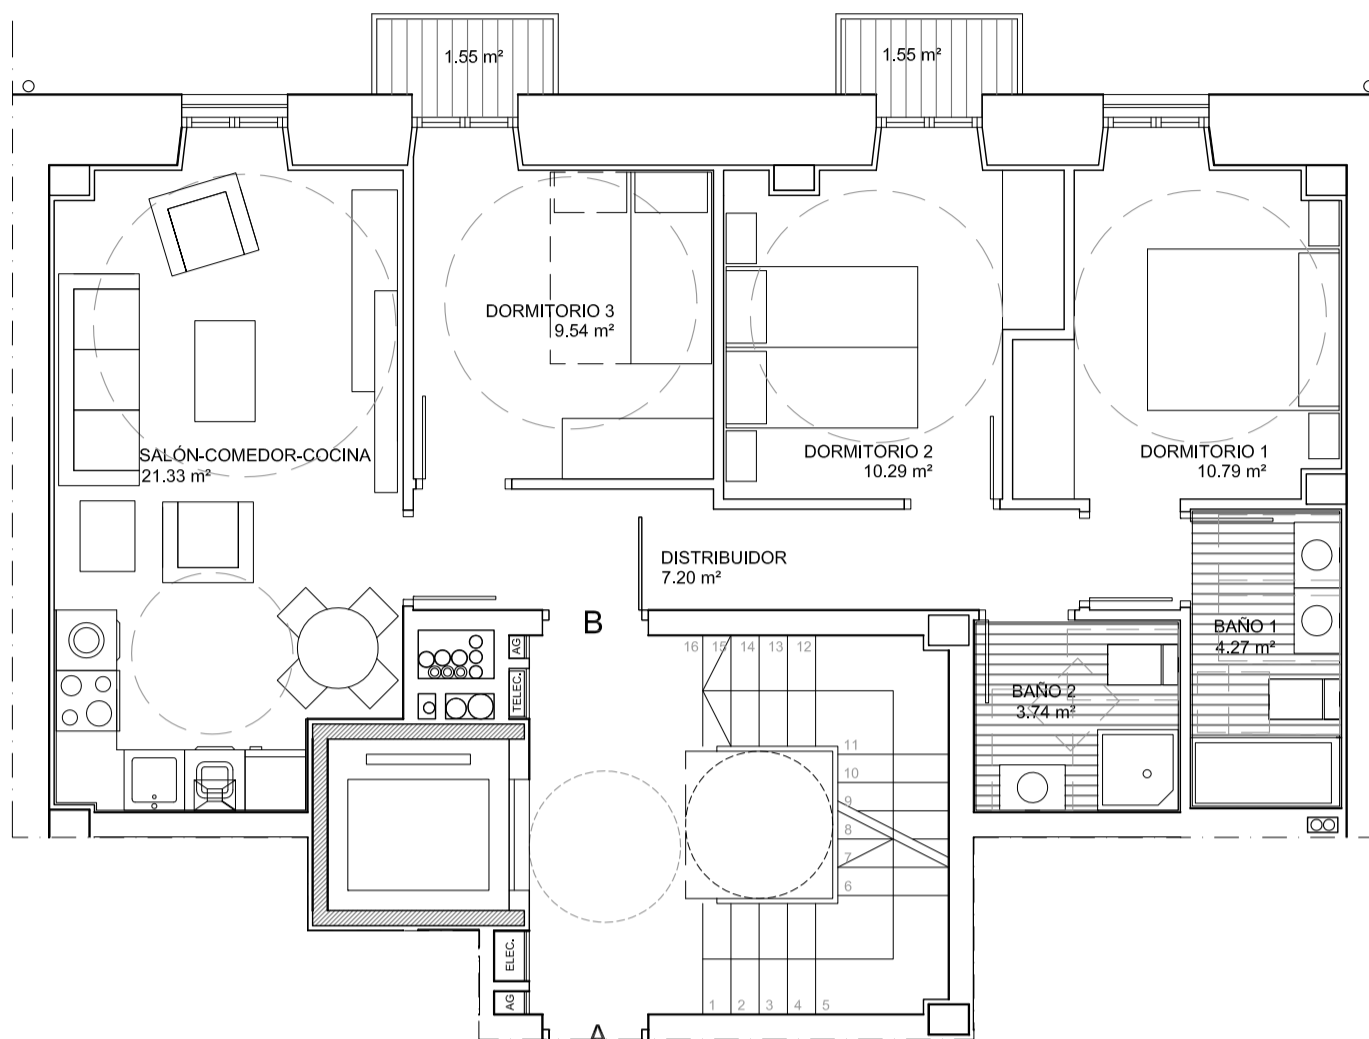 1.55 m²
1.55 m²
DORMITORIO 3
9.54 m²
SALÓN-COMEDOR-COCINA
21.33 m²
DORMITORIO 2
10.29 m²
DORMITORIO 1
10.79 m²
DISTRIBUIDOR
7.20 m²
B
BAÑO 1
4.27 m²
BAÑO 2
3.74 m²
AG
TELEC.
16 15 14 13 12
11
10
9
8
7
6
ELEC.
AG
1 2 3 4 5
A